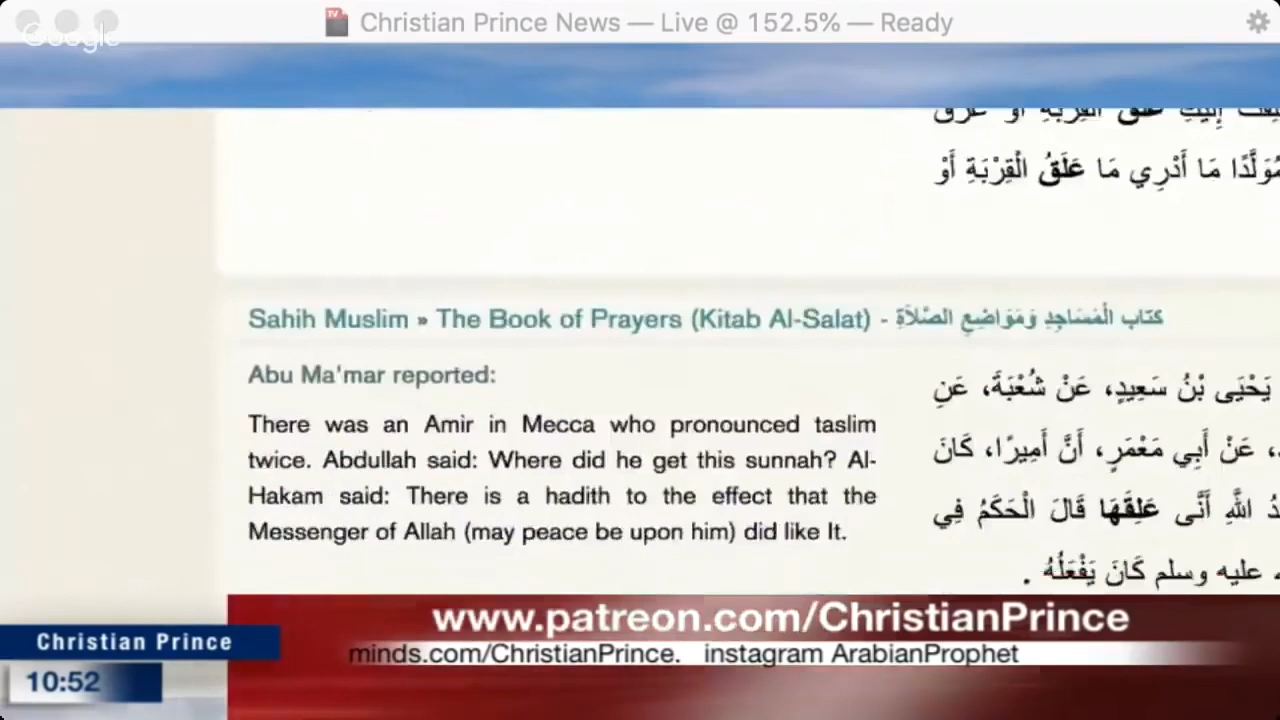 Christian Prince News — Live @ 152.5% — Ready
Google
عَلَقَ الْقِرْبَةِ أَوْ عَرَقَ
مُوَلَّدًا مَا أَدْرِي مَا عَلَقُ الْقِرْبَةِ أَوْ
Sahih Muslim » The Book of Prayers (Kitab Al-Salat) - كتاب الْمَسَاجِدِ وَمَوَاضِعِ الصَّلاَةِ
Abu Ma'mar reported:
There was an Amir in Mecca who pronounced taslim
twice. Abdullah said: Where did he get this sunnah? Al-
Hakam said: There is a hadith to the effect that the
Messenger of Allah (may peace be upon him) did like It.
يَحْيَى بْنُ سَعِيدٍ، عَنْ شُعْبَةَ، عَنِ
عَنْ أَبِي مَعْمَرٍ، أَنَّ أَمِيرًا، كَانَ
اللَّهِ أَنَّى عَلِقَهَا قَالَ الْحَكَمُ فِي
عليه وسلم كَانَ يَفْعَلُهُ .
www.patreon.com/ChristianPrince
minds.com/ChristianPrince. instagram ArabianProphet
Christian Prince
10:52